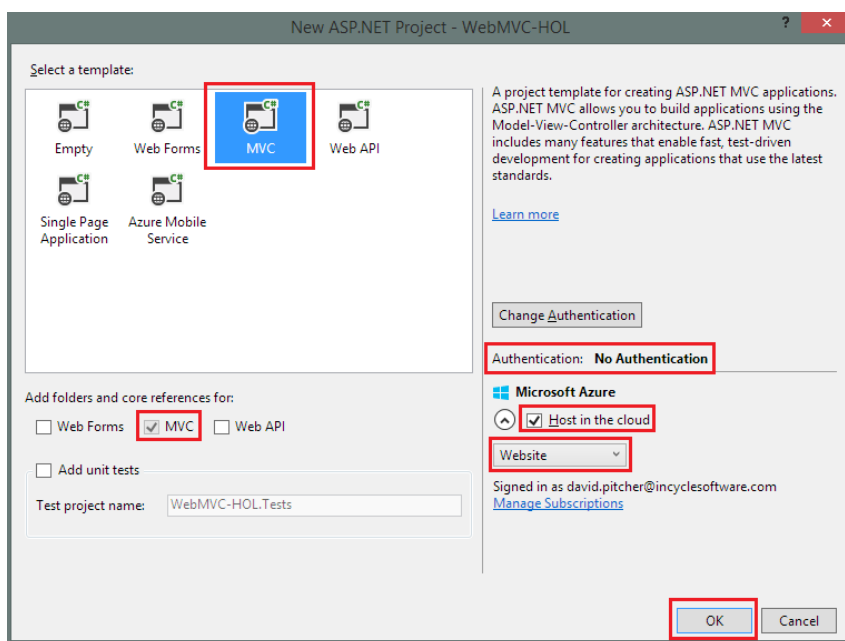 New ASP.NET Project - WebMVC-HOL
?
Select a template:
C#
C#
C#
C#
Empty
Web Forms
MVC
Web API
C#
C#
Single Page
Application
Azure Mobile
Service
A project template for creating ASP.NET MVC applications.
ASP.NET MVC allows you to build applications using the
Model-View-Controller architecture. ASP.NET MVC
includes many features that enable fast, test-driven
development for creating applications that use the latest
standards.
Learn more
Change Authentication
Authentication: No Authentication
Add folders and core references for:
Web Forms
MVC
Web API
Add unit tests
Test project name:
WebMVC-HOL.Tests
Microsoft Azure
Host in the cloud
Website
Signed in as david.pitcher@incyclesoftware.com
Manage Subscriptions
OK
Cancel